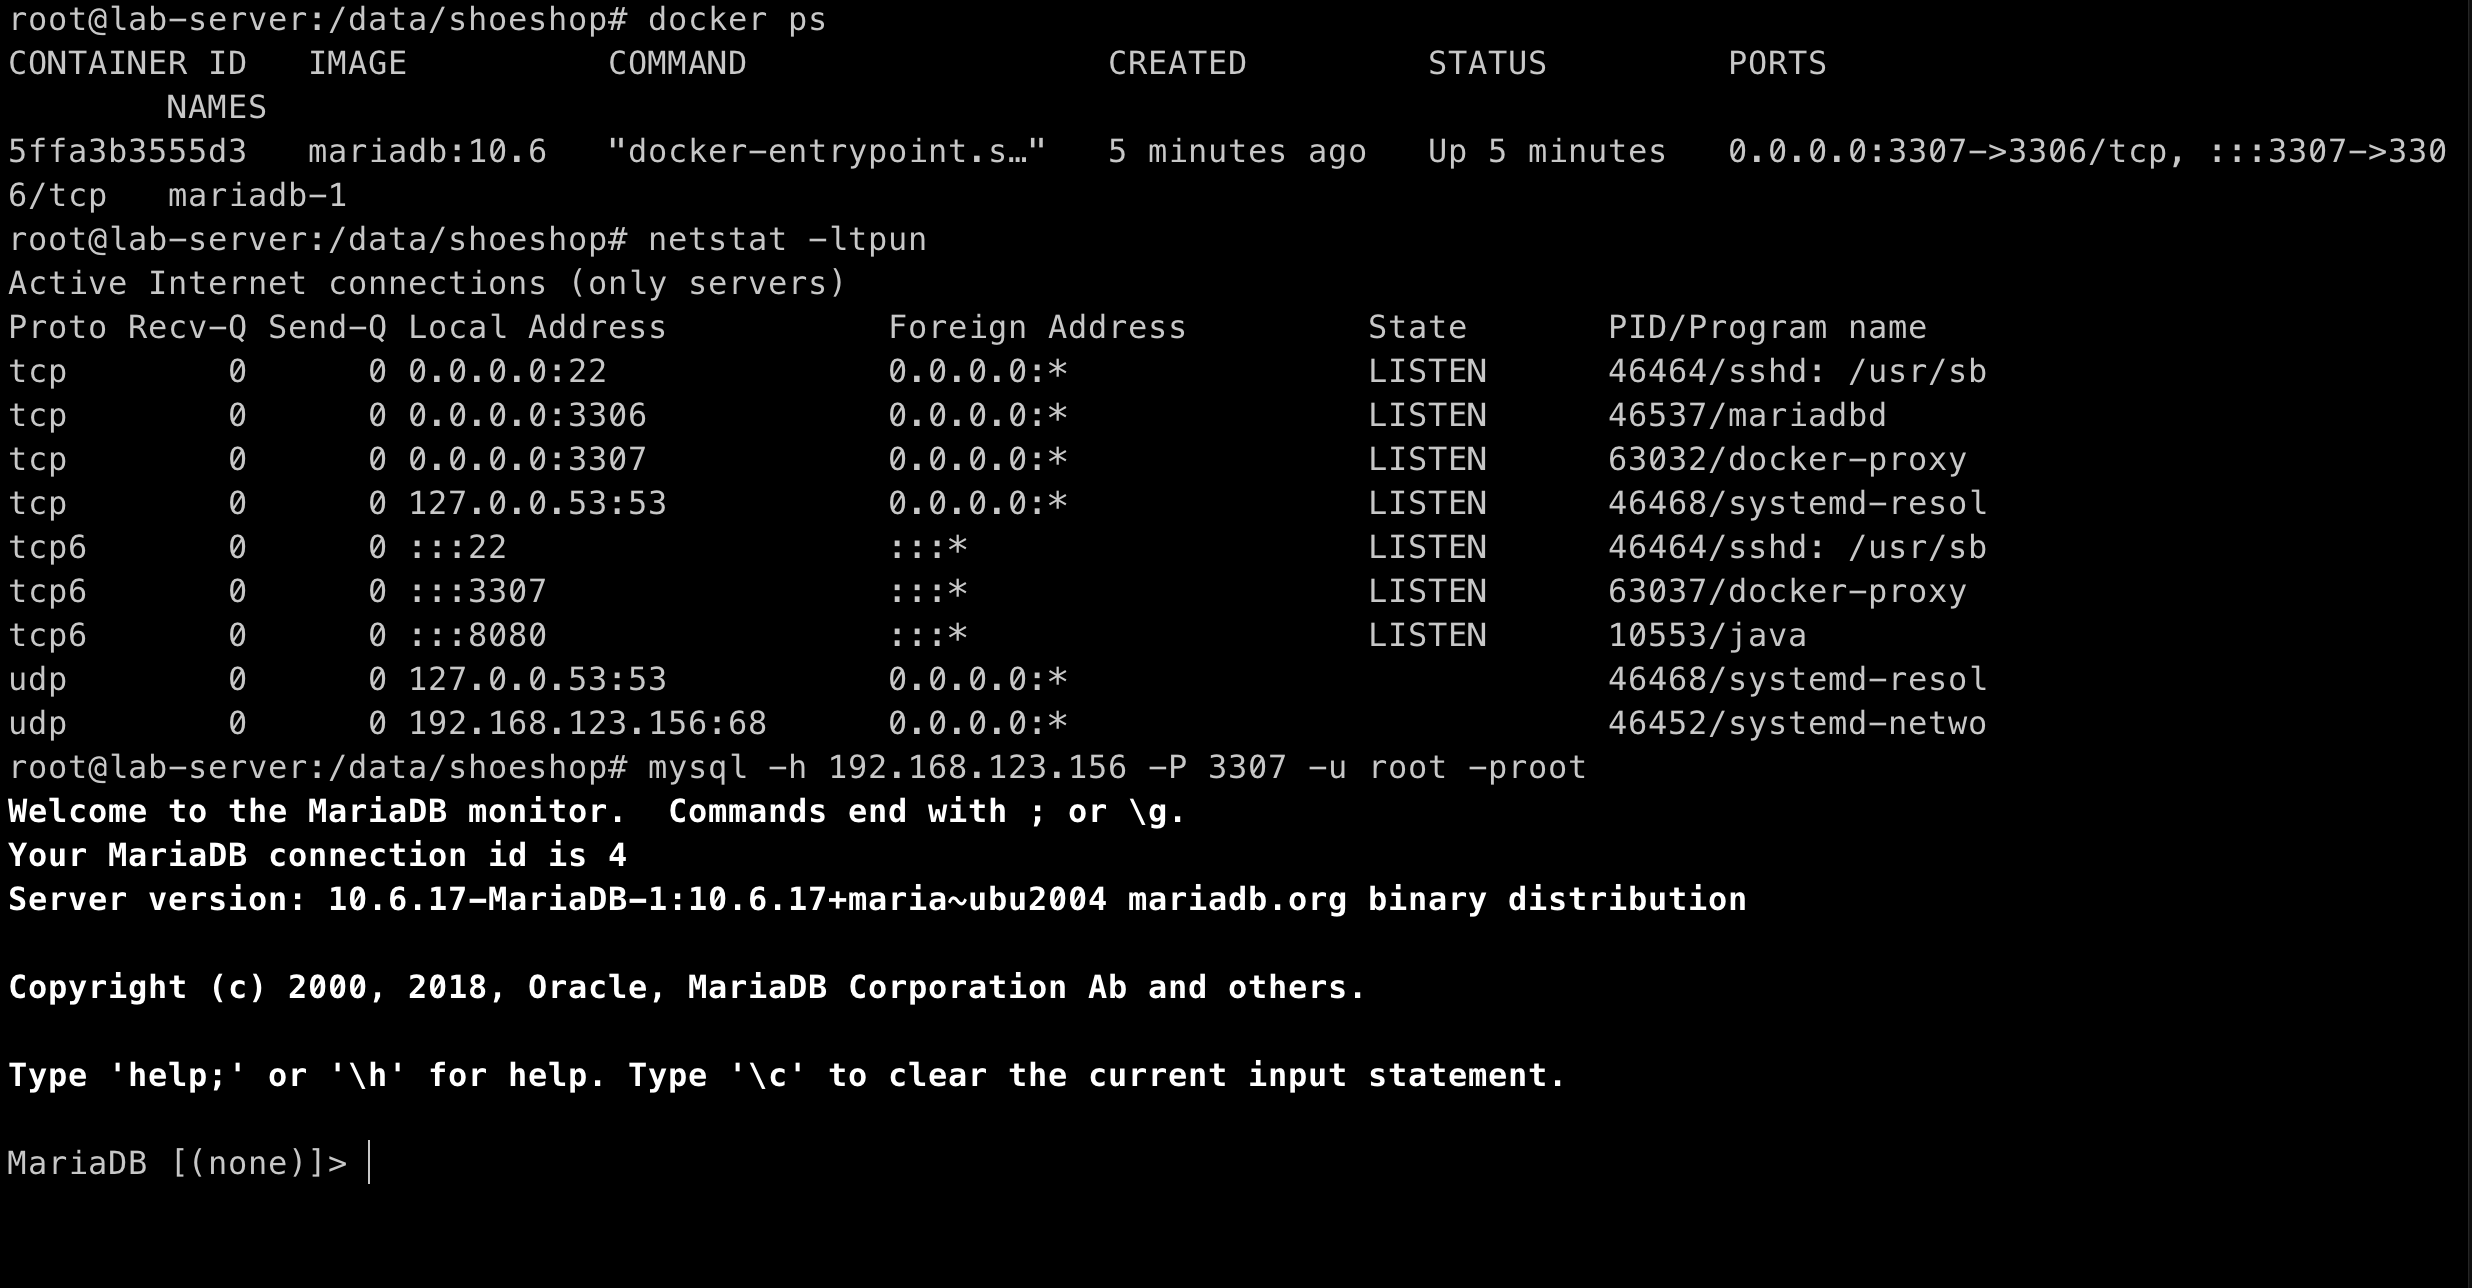 root@lab-server:/data/shoeshop# docker ps
CONTAINER ID   IMAGE          COMMAND                  CREATED         STATUS         PORTS
        NAMES
5ffa3b3555d3   mariadb:10.6   "docker-entrypoint.s…"   5 minutes ago   Up 5 minutes   0.0.0.0:3307->3306/tcp, :::3307->330
6/tcp   mariadb-1
root@lab-server:/data/shoeshop# netstat -ltpun
Active Internet connections (only servers)
Proto Recv-Q Send-Q Local Address           Foreign Address         State       PID/Program name
tcp        0      0 0.0.0.0:22              0.0.0.0:*               LISTEN      46464/sshd: /usr/sb
tcp        0      0 0.0.0.0:3306            0.0.0.0:*               LISTEN      46537/mariadbd
tcp        0      0 0.0.0.0:3307            0.0.0.0:*               LISTEN      63032/docker-proxy
tcp        0      0 127.0.0.53:53           0.0.0.0:*               LISTEN      46468/systemd-resol
tcp6       0      0 :::22                   :::*                    LISTEN      46464/sshd: /usr/sb
tcp6       0      0 :::3307                 :::*                    LISTEN      63037/docker-proxy
tcp6       0      0 :::8080                 :::*                    LISTEN      10553/java
udp        0      0 127.0.0.53:53           0.0.0.0:*                           46468/systemd-resol
udp        0      0 192.168.123.156:68      0.0.0.0:*                           46452/systemd-netwo
root@lab-server:/data/shoeshop# mysql -h 192.168.123.156 -P 3307 -u root -proot
Welcome to the MariaDB monitor.  Commands end with ; or \g.
Your MariaDB connection id is 4
Server version: 10.6.17-MariaDB-1:10.6.17+maria~ubu2004 mariadb.org binary distribution
Copyright (c) 2000, 2018, Oracle, MariaDB Corporation Ab and others.
Type 'help;' or '\h' for help. Type '\c' to clear the current input statement.
MariaDB [(none)]>